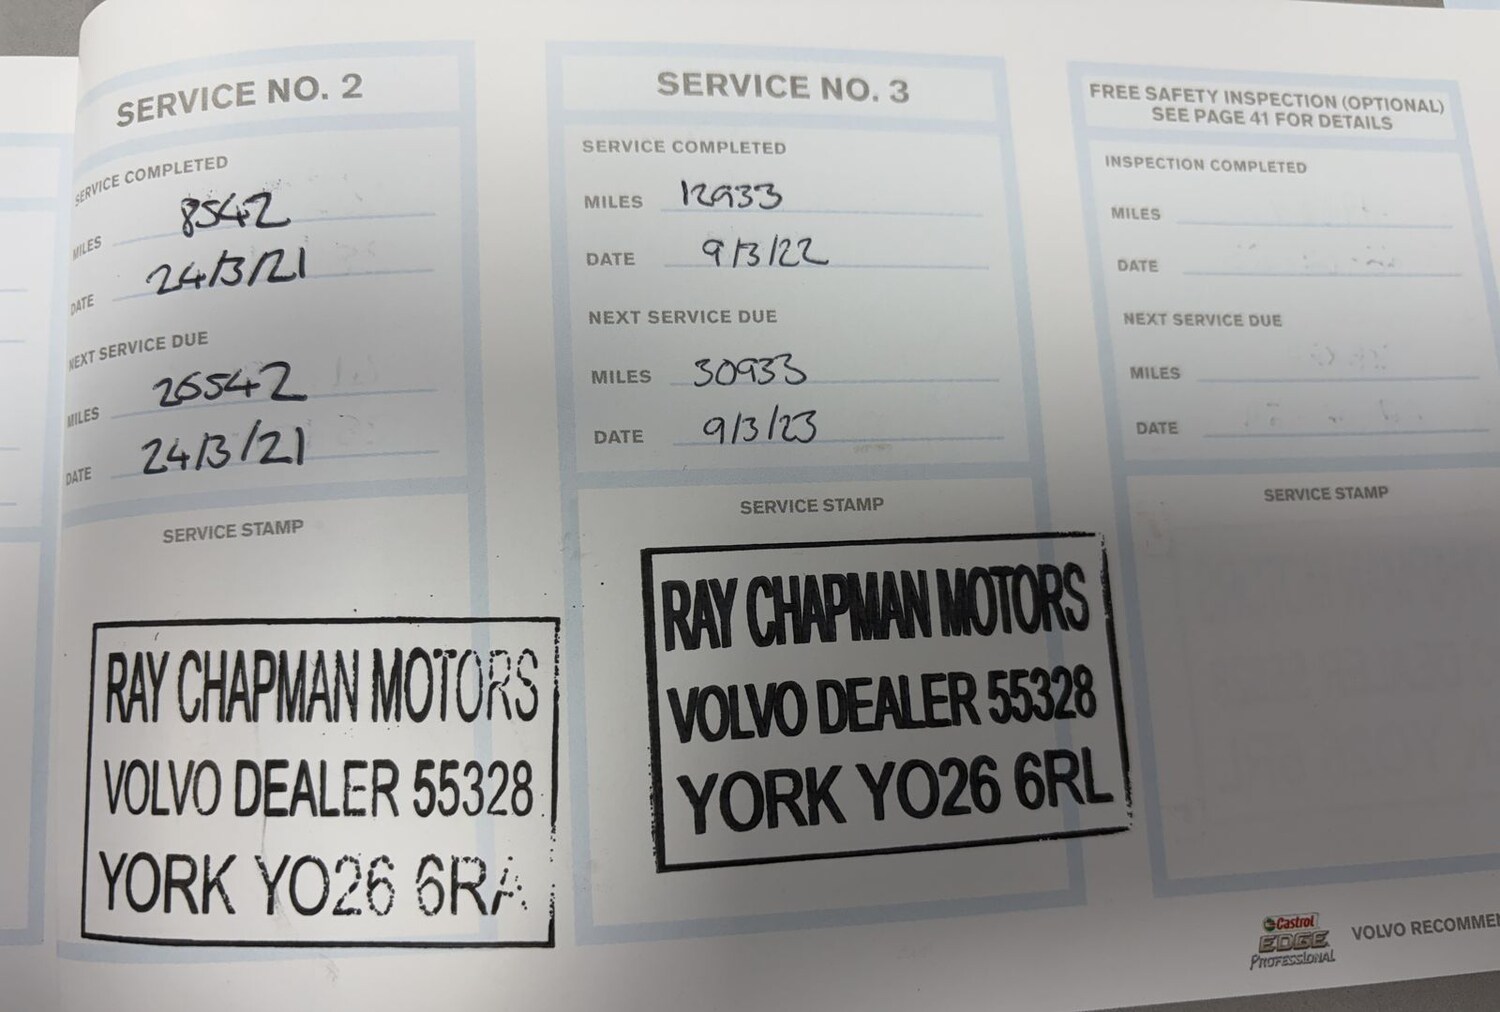 SERVICE NO. 2
SERVICE COMPLETED
MILES 8542
DATE 24/3/21
NEXT SERVICE DUE
MILES 26542
DATE 24/3/21
SERVICE STAMP
RAY CHAPMAN MOTORS
VOLVO DEALER 55328
YORK YO26
SERVICE NO. 3
SERVICE COMPLETED
MILES 12933
DATE 9/3/22
NEXT SERVICE DUE
MILES 30933
DATE 9/3/23
SERVICE STAMP
RAY CHAPMAN MOTORS
VOLVO DEALER 55328
YORK YO26 6RL
FREE SAFETY INSPECTION (OPTIONAL)
SEE PAGE 41 FOR DETAILS
INSPECTION COMPLETED
MILES
DATE
NEXT SERVICE DUE
MILES
DATE
SERVICE STAMP
Castrol
EDGE
PROFESSIONAL
VOLVO